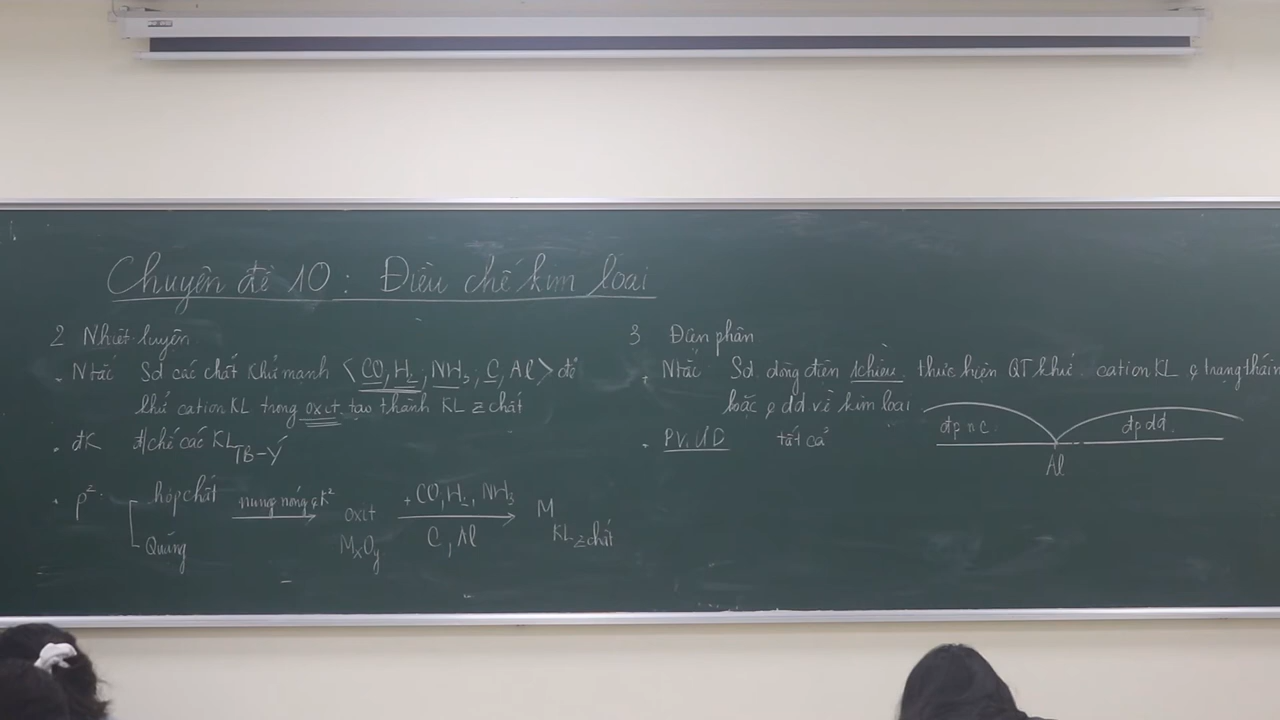 Chuyên đề 10 : Điều chế kim loại
2 Nhiệt luyện
. Ntắc Sd các chất khử mạnh <CO, H2, NH3, C, Al> để
khử cation KL trong oxit tạo thành KL chất
. đK đ/chế các KL TB-Ý
. p2. hợp chất nung nóng kk2 oxit + CO, H2, NH3 M
Quặng MxOy C, Al KL chất
3 Điện phân
. Ntắc Sd dòng điện 1chiều thực hiện QT khử cation KL ở trạng thái n
hoặc ở dd về kim loại
. PV ƯD tất cả
đp n c đp dd
Al